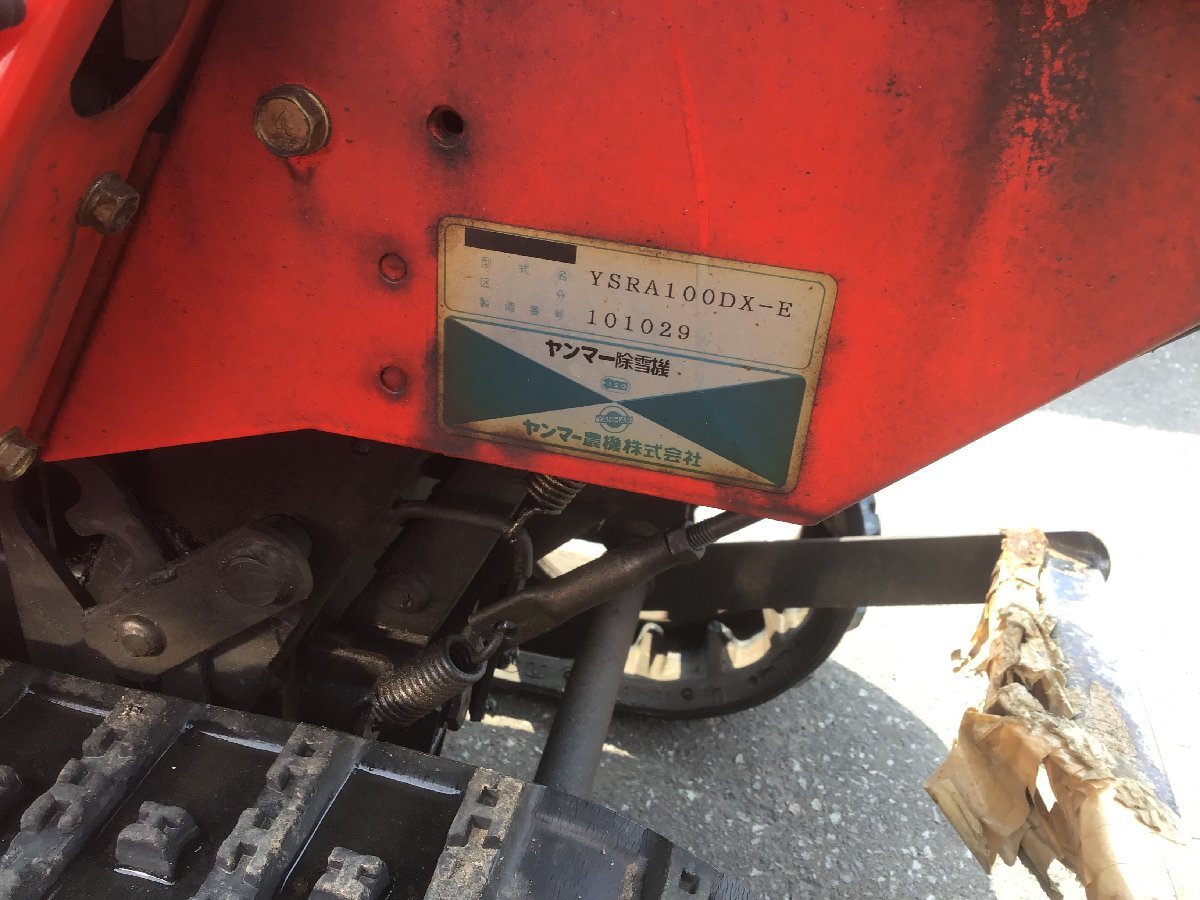 型式名 YSRA100DX-E
区分
製造番号 101029
ヤンマー除雪機
YANMAR
ヤンマー農機株式会社